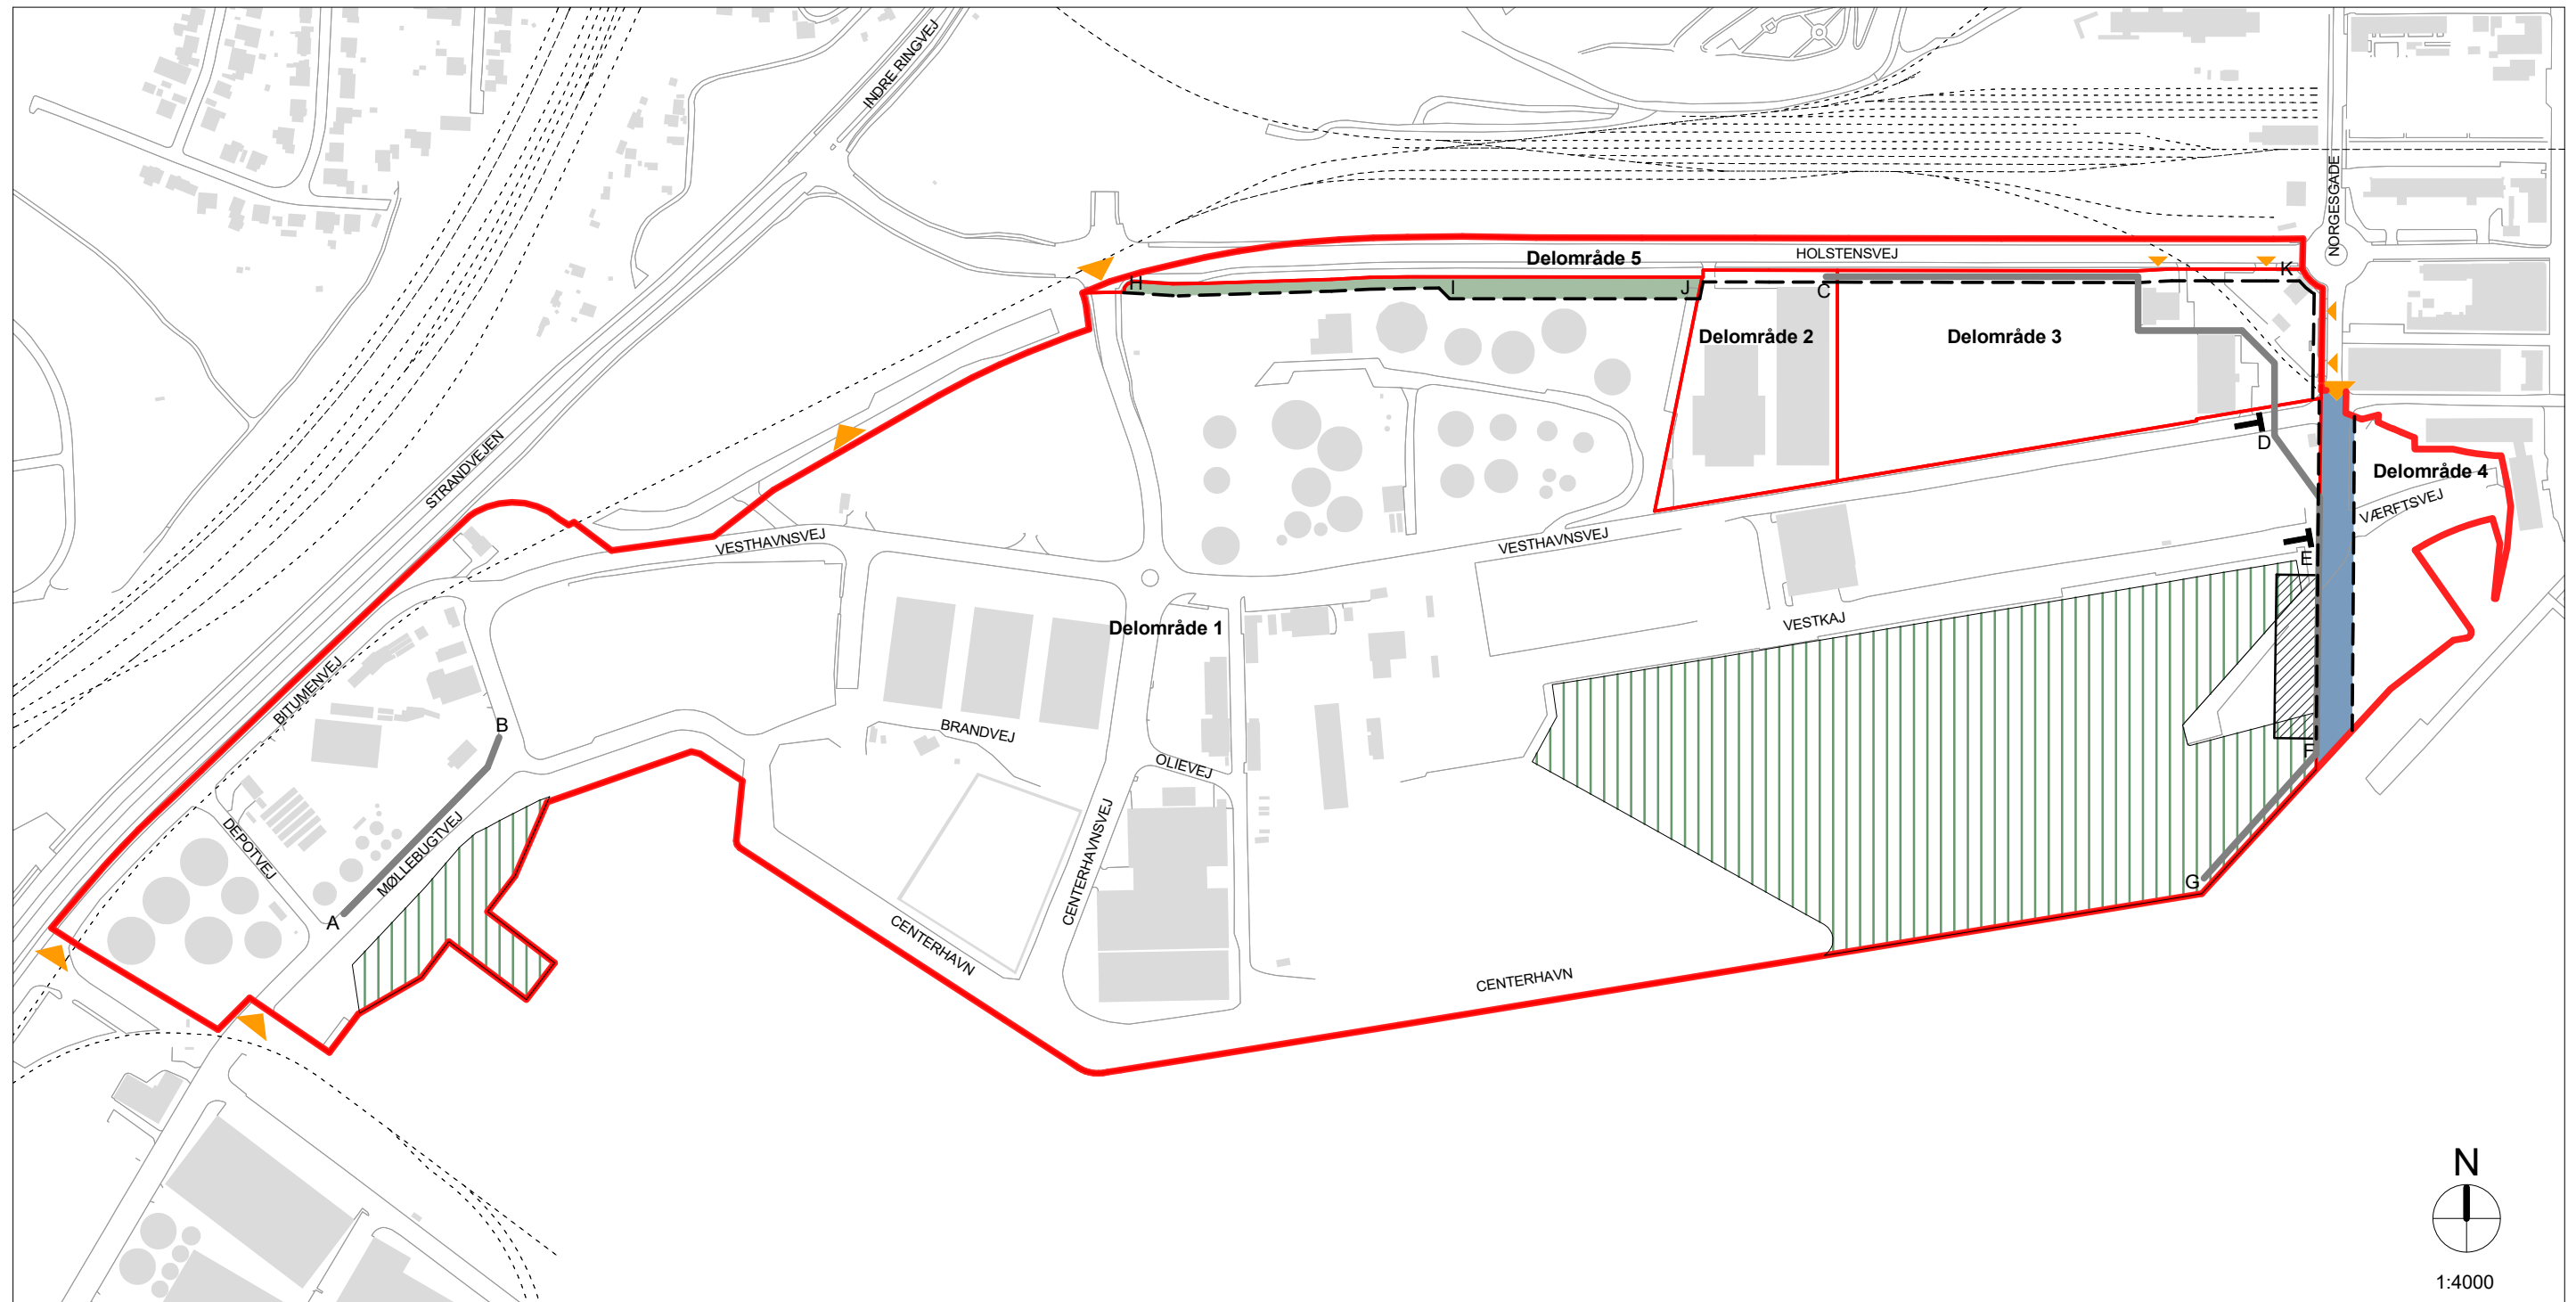 INDRE RINGVEJ
NORGESGADE
Delområde 5
HOLSTENSVEJ
K
H
I
J
C
Delområde 2
Delområde 3
D
Delområde 4
STRANDVEJEN
VÆRFTSVEJ
VESTHAVNSVEJ
VESTHAVNSVEJ
E
Delområde 1
VESTKAJ
BITUMENVEJ
B
BRANDVEJ
F
OLIEVEJ
DEPOTVEJ
MØLLEBUGTVEJ
CENTERHAVNSVEJ
G
A
CENTERHAVN
CENTERHAVN
N
1:4000